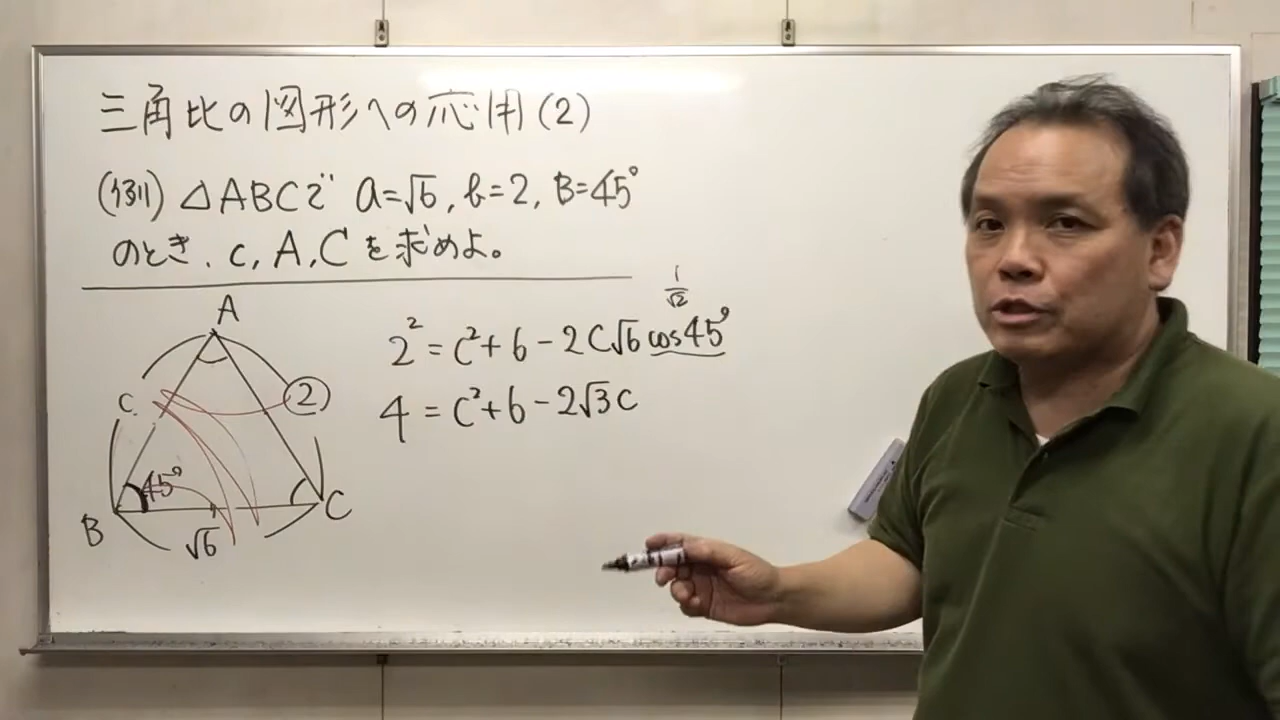 三角比の図形への応用(2)
(例) △ABCで a=√6, b=2, B=45°
のとき、c, A, C を求めよ。
A
c
2
45°
B
√6
C
1/√2
2² = c² + 6 - 2c√6 cos45°
4 = c² + 6 - 2√3c